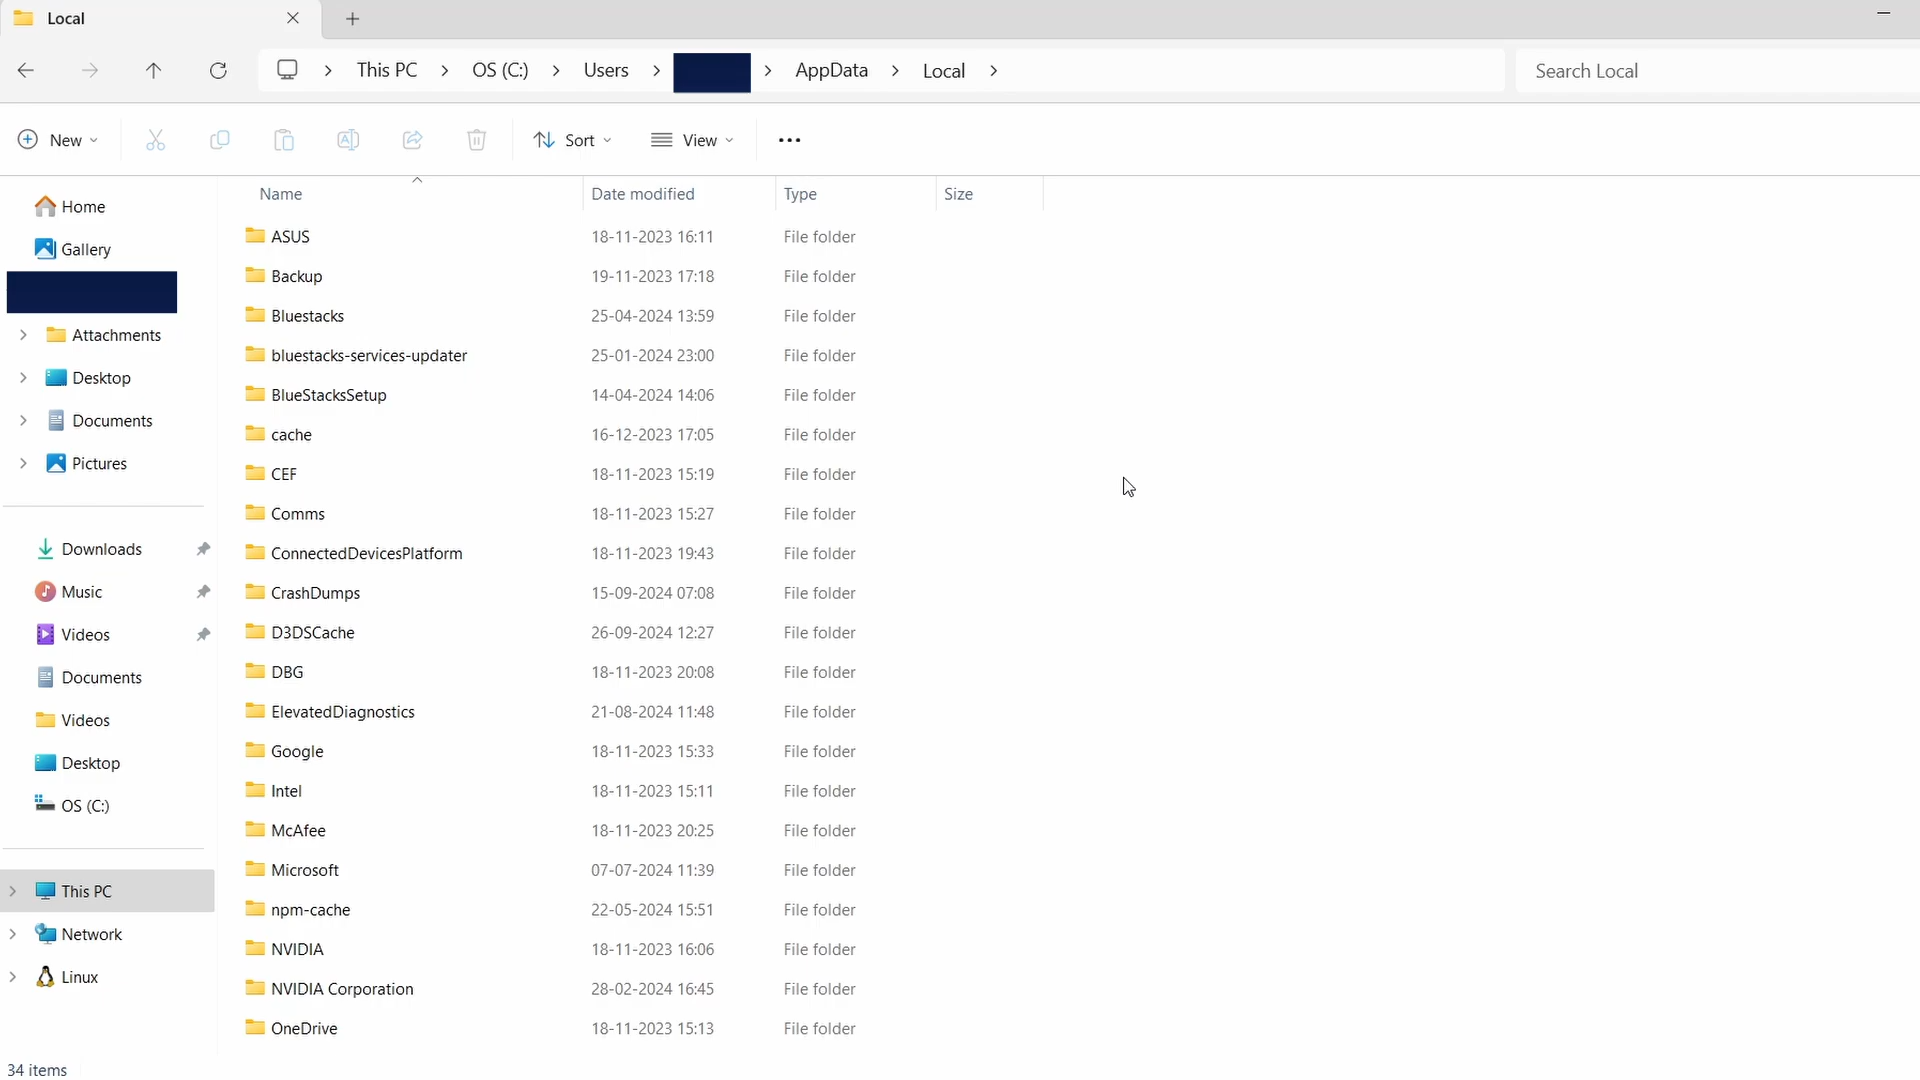 Local
This PC > OS (C:) > Users > > AppData > Local >
Search Local
New Sort View
Name Date modified Type Size
Home
Gallery
Attachments
Desktop
Documents
Pictures
Downloads
Music
Videos
Documents
Videos
Desktop
OS (C:)
This PC
Network
Linux
ASUS 18-11-2023 16:11 File folder
Backup 19-11-2023 17:18 File folder
Bluestacks 25-04-2024 13:59 File folder
bluestacks-services-updater 25-01-2024 23:00 File folder
BlueStacksSetup 14-04-2024 14:06 File folder
cache 16-12-2023 17:05 File folder
CEF 18-11-2023 15:19 File folder
Comms 18-11-2023 15:27 File folder
ConnectedDevicesPlatform 18-11-2023 19:43 File folder
CrashDumps 15-09-2024 07:08 File folder
D3DSCache 26-09-2024 12:27 File folder
DBG 18-11-2023 20:08 File folder
ElevatedDiagnostics 21-08-2024 11:48 File folder
Google 18-11-2023 15:33 File folder
Intel 18-11-2023 15:11 File folder
McAfee 18-11-2023 20:25 File folder
Microsoft 07-07-2024 11:39 File folder
npm-cache 22-05-2024 15:51 File folder
NVIDIA 18-11-2023 16:06 File folder
NVIDIA Corporation 28-02-2024 16:45 File folder
OneDrive 18-11-2023 15:13 File folder
34 items